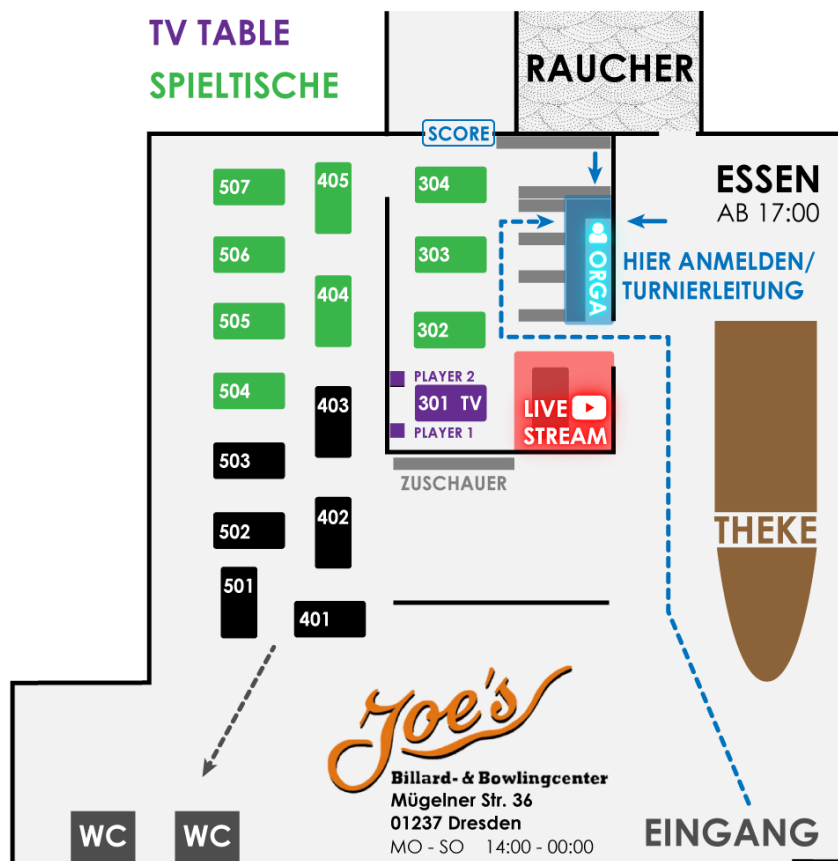 TV TABLE
SPIELTISCHE
RAUCHER
SCORE
507
405
304
ESSEN
AB 17:00
506
303
ORGA
HIER ANMELDEN/
TURNIERLEITUNG
505
404
302
504
403
PLAYER 2
301 TV
PLAYER 1
LIVE
STREAM
503
ZUSCHAUER
502
402
THEKE
501
401
Joe's
Billard- & Bowlingcenter
Mügelner Str. 36
01237 Dresden
MO - SO 14:00 - 00:00
WC
WC
EINGANG